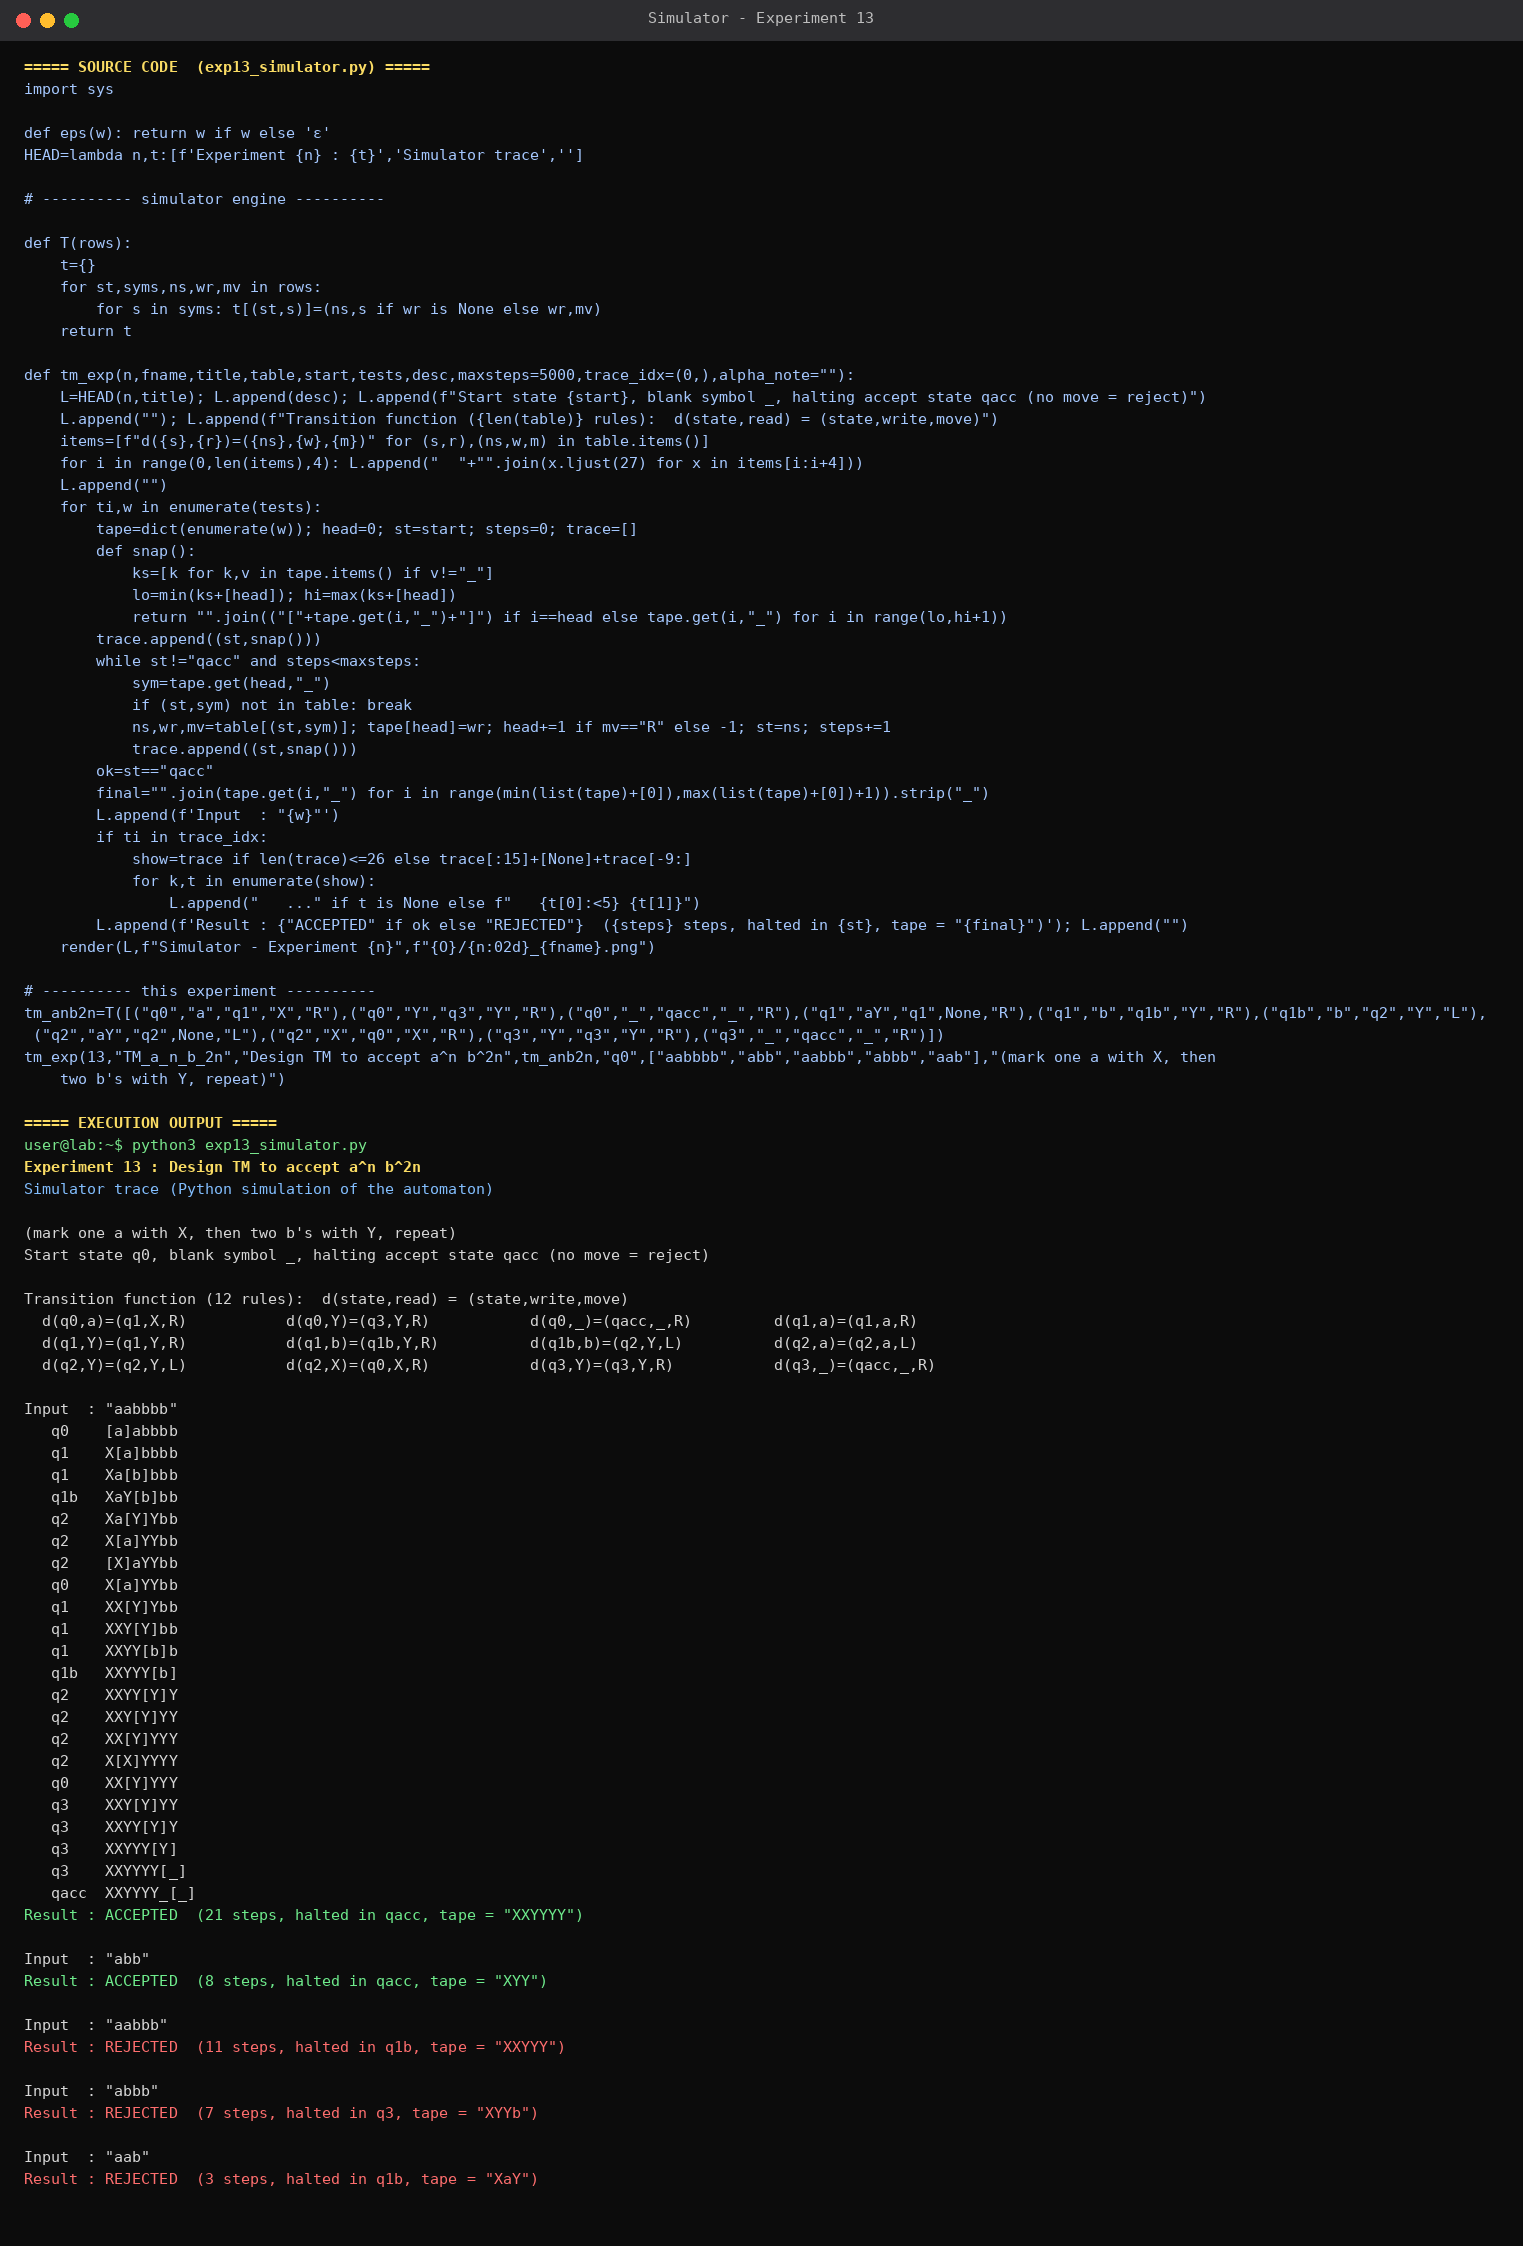 Simulator - Experiment 13
===== SOURCE CODE  (exp13_simulator.py) =====
import sys

def eps(w): return w if w else 'ε'
HEAD=lambda n,t:[f'Experiment {n} : {t}','Simulator trace','']

# ---------- simulator engine ----------

def T(rows):
    t={}
    for st,syms,ns,wr,mv in rows:
        for s in syms: t[(st,s)]=(ns,s if wr is None else wr,mv)
    return t

def tm_exp(n,fname,title,table,start,tests,desc,maxsteps=5000,trace_idx=(0,),alpha_note=""):
    L=HEAD(n,title); L.append(desc); L.append(f"Start state {start}, blank symbol _, halting accept state qacc (no move = reject)")
    L.append(""); L.append(f"Transition function ({len(table)} rules):  d(state,read) = (state,write,move)")
    items=[f"d({s},{r})=({ns},{w},{m})" for (s,r),(ns,w,m) in table.items()]
    for i in range(0,len(items),4): L.append("  "+"".join(x.ljust(27) for x in items[i:i+4]))
    L.append("")
    for ti,w in enumerate(tests):
        tape=dict(enumerate(w)); head=0; st=start; steps=0; trace=[]
        def snap():
            ks=[k for k,v in tape.items() if v!="_"]
            lo=min(ks+[head]); hi=max(ks+[head])
            return "".join(("["+tape.get(i,"_")+"]") if i==head else tape.get(i,"_") for i in range(lo,hi+1))
        trace.append((st,snap()))
        while st!="qacc" and steps<maxsteps:
            sym=tape.get(head,"_")
            if (st,sym) not in table: break
            ns,wr,mv=table[(st,sym)]; tape[head]=wr; head+=1 if mv=="R" else -1; st=ns; steps+=1
            trace.append((st,snap()))
        ok=st=="qacc"
        final="".join(tape.get(i,"_") for i in range(min(list(tape)+[0]),max(list(tape)+[0])+1)).strip("_")
        L.append(f'Input  : "{w}"')
        if ti in trace_idx:
            show=trace if len(trace)<=26 else trace[:15]+[None]+trace[-9:]
            for k,t in enumerate(show):
                L.append("   ..." if t is None else f"   {t[0]:<5} {t[1]}")
        L.append(f'Result : {"ACCEPTED" if ok else "REJECTED"}  ({steps} steps, halted in {st}, tape = "{final}")'); L.append("")
    render(L,f"Simulator - Experiment {n}",f"{O}/{n:02d}_{fname}.png")

# ---------- this experiment ----------
tm_anb2n=T([("q0","a","q1","X","R"),("q0","Y","q3","Y","R"),("q0","_","qacc","_","R"),("q1","aY","q1",None,"R"),("q1","b","q1b","Y","R"),("q1b","b","q2","Y","L"),
 ("q2","aY","q2",None,"L"),("q2","X","q0","X","R"),("q3","Y","q3","Y","R"),("q3","_","qacc","_","R")])
tm_exp(13,"TM_a_n_b_2n","Design TM to accept a^n b^2n",tm_anb2n,"q0",["aabbbb","abb","aabbb","abbb","aab"],"(mark one a with X, then
    two b's with Y, repeat)")

===== EXECUTION OUTPUT =====
user@lab:~$ python3 exp13_simulator.py
Experiment 13 : Design TM to accept a^n b^2n
Simulator trace (Python simulation of the automaton)

(mark one a with X, then two b's with Y, repeat)
Start state q0, blank symbol _, halting accept state qacc (no move = reject)

Transition function (12 rules):  d(state,read) = (state,write,move)
  d(q0,a)=(q1,X,R)           d(q0,Y)=(q3,Y,R)           d(q0,_)=(qacc,_,R)         d(q1,a)=(q1,a,R)
  d(q1,Y)=(q1,Y,R)           d(q1,b)=(q1b,Y,R)          d(q1b,b)=(q2,Y,L)          d(q2,a)=(q2,a,L)
  d(q2,Y)=(q2,Y,L)           d(q2,X)=(q0,X,R)           d(q3,Y)=(q3,Y,R)           d(q3,_)=(qacc,_,R)

Input  : "aabbbb"
   q0    [a]abbbb
   q1    X[a]bbbb
   q1    Xa[b]bbb
   q1b   XaY[b]bb
   q2    Xa[Y]Ybb
   q2    X[a]YYbb
   q2    [X]aYYbb
   q0    X[a]YYbb
   q1    XX[Y]Ybb
   q1    XXY[Y]bb
   q1    XXYY[b]b
   q1b   XXYYY[b]
   q2    XXYY[Y]Y
   q2    XXY[Y]YY
   q2    XX[Y]YYY
   q2    X[X]YYYY
   q0    XX[Y]YYY
   q3    XXY[Y]YY
   q3    XXYY[Y]Y
   q3    XXYYY[Y]
   q3    XXYYYY[_]
   qacc  XXYYYY_[_]
Result : ACCEPTED  (21 steps, halted in qacc, tape = "XXYYYY")

Input  : "abb"
Result : ACCEPTED  (8 steps, halted in qacc, tape = "XYY")

Input  : "aabbb"
Result : REJECTED  (11 steps, halted in q1b, tape = "XXYYY")

Input  : "abbb"
Result : REJECTED  (7 steps, halted in q3, tape = "XYYb")

Input  : "aab"
Result : REJECTED  (3 steps, halted in q1b, tape = "XaY")